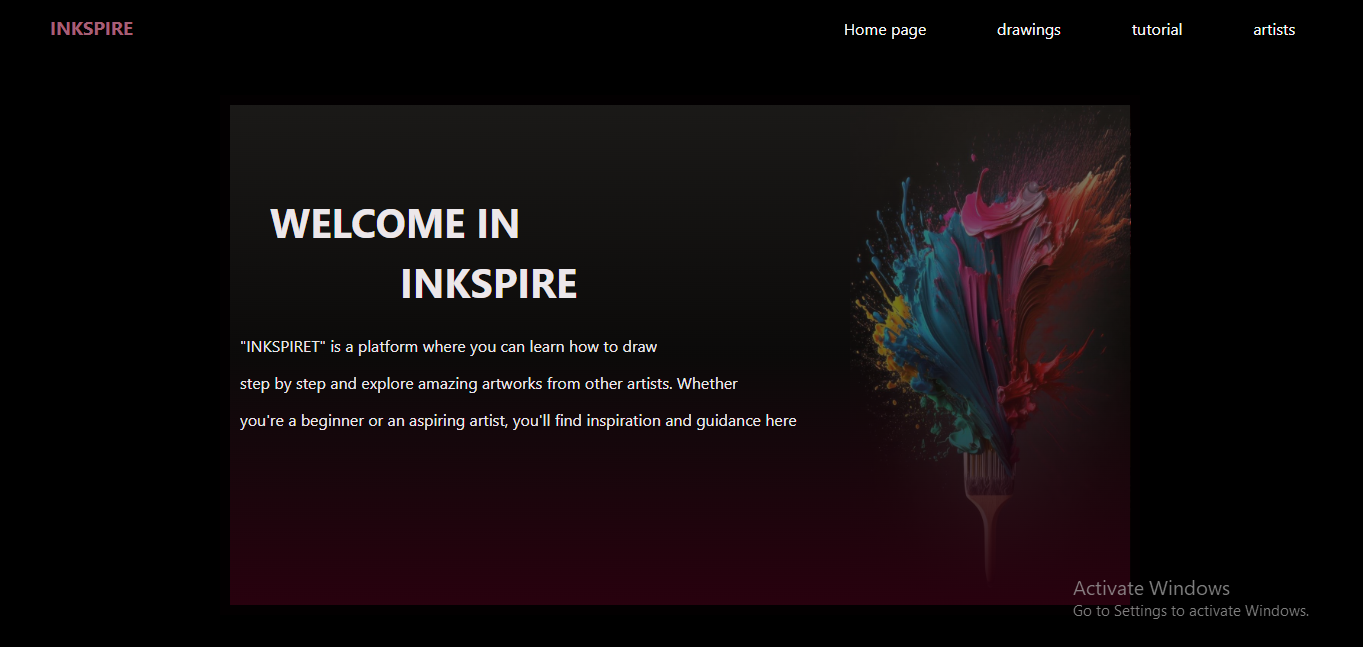 INKSPIRE
Home page drawings tutorial artists
WELCOME IN
INKSPIRE
"INKSPIRET" is a platform where you can learn how to draw
step by step and explore amazing artworks from other artists. Whether
you're a beginner or an aspiring artist, you'll find inspiration and guidance here
Activate Windows
Go to Settings to activate Windows.